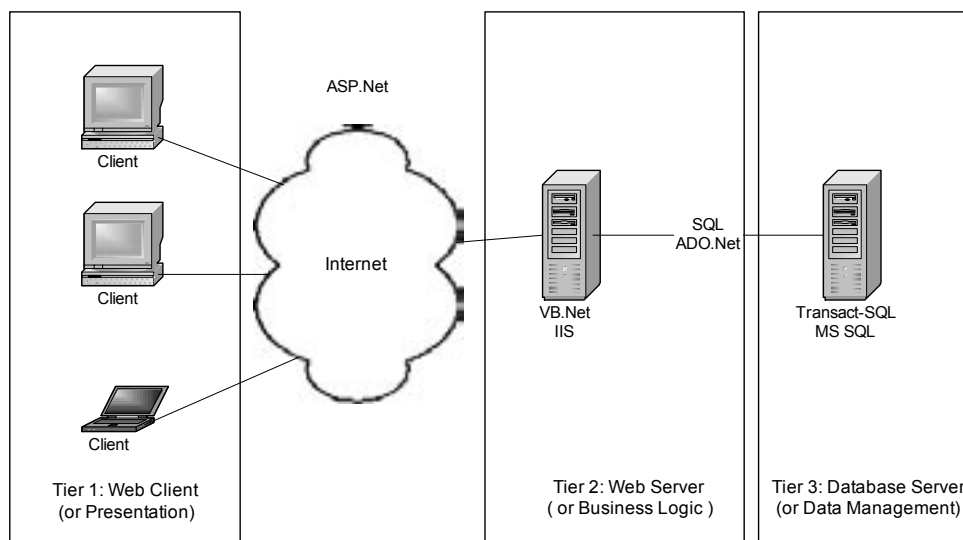 ASP.Net
Client
Client
Client
Internet
VB.Net
IIS
SQL
ADO.Net
Transact-SQL
MS SQL
Tier 1: Web Client
(or Presentation)
Tier 2: Web Server
( or Business Logic )
Tier 3: Database Server
(or Data Management)